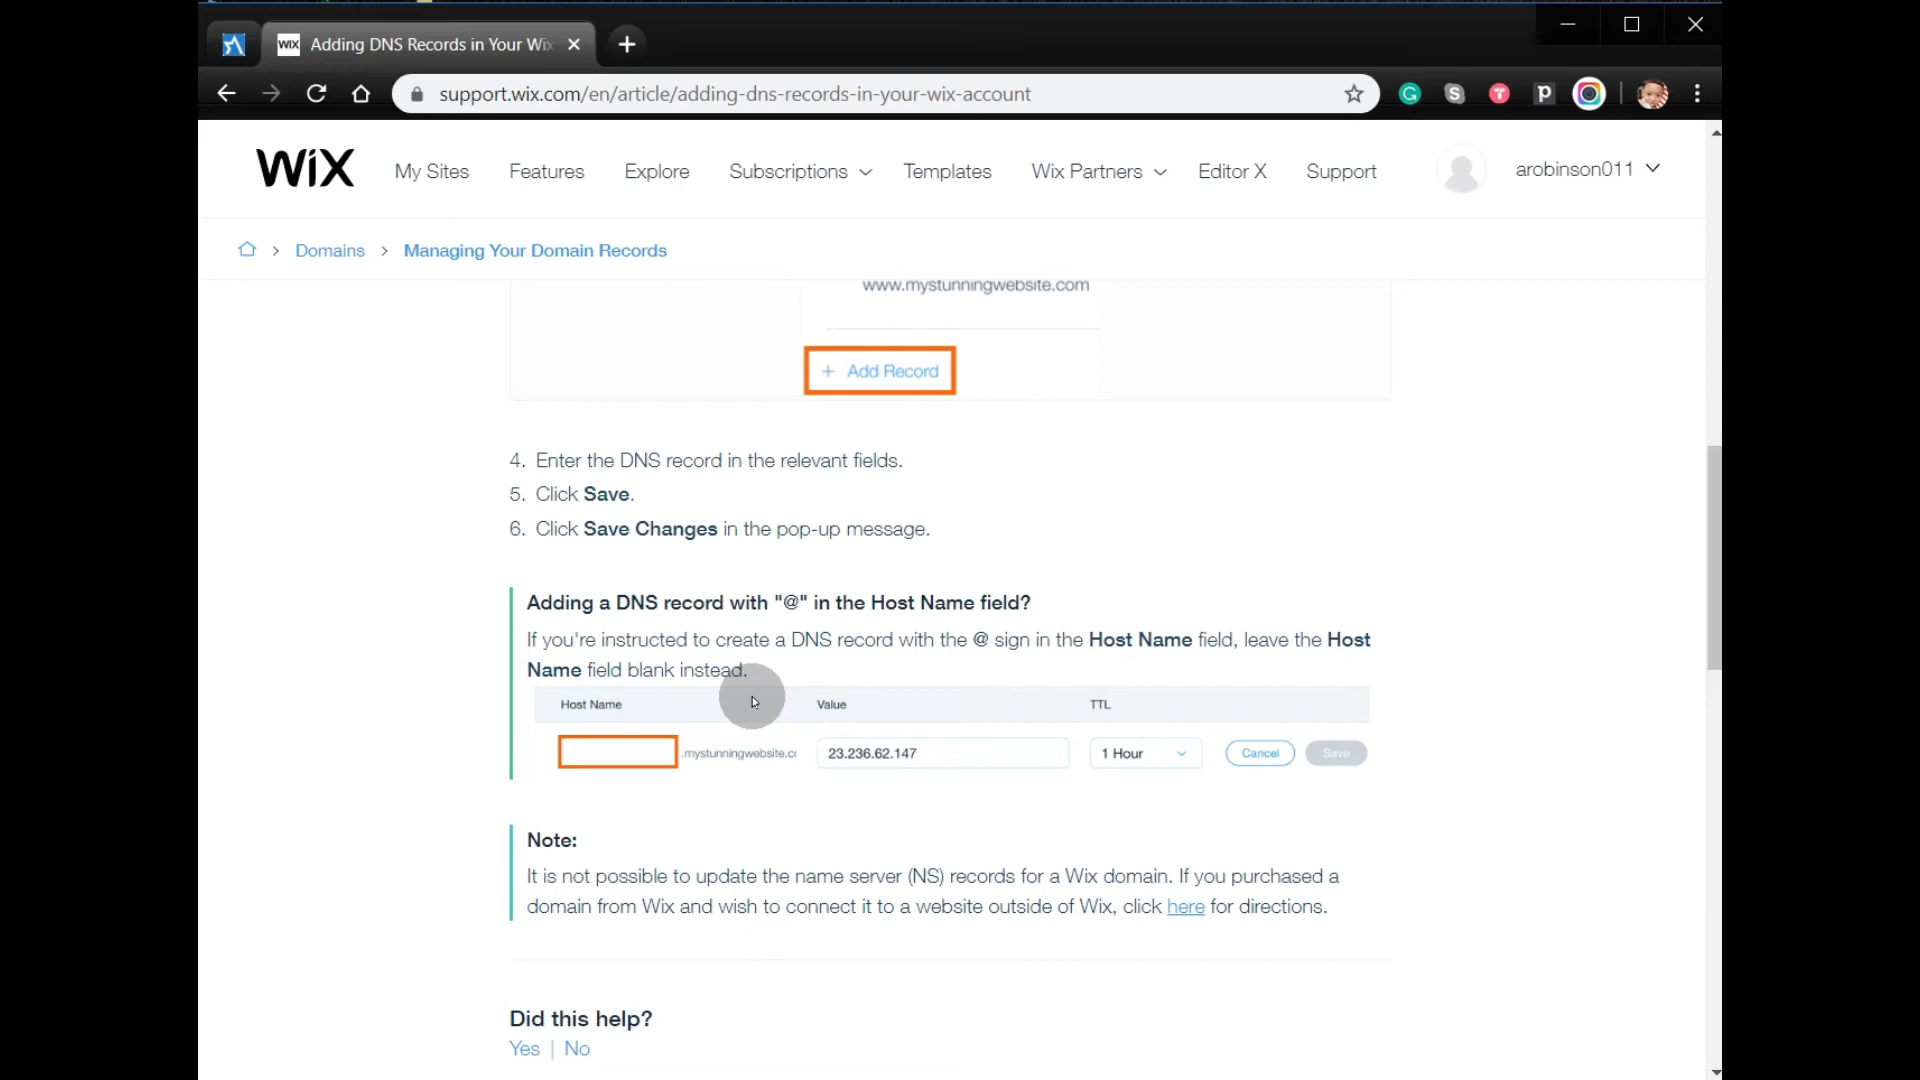 WIX Adding DNS Records in Your Wix
support.wix.com/en/article/adding-dns-records-in-your-wix-account
WiX My Sites Features Explore Subscriptions Templates Wix Partners Editor X Support arobinson011
Domains > Managing Your Domain Records
www.mystunningwebsite.com
+ Add Record
4. Enter the DNS record in the relevant fields.
5. Click Save.
6. Click Save Changes in the pop-up message.
Adding a DNS record with "@" in the Host Name field?
If you're instructed to create a DNS record with the @ sign in the Host Name field, leave the Host
Name field blank instead.
Host Name Value TTL
.mystunningwebsite.cc 23.236.62.147 1 Hour Cancel Save
Note:
It is not possible to update the name server (NS) records for a Wix domain. If you purchased a
domain from Wix and wish to connect it to a website outside of Wix, click here for directions.
Did this help?
Yes | No